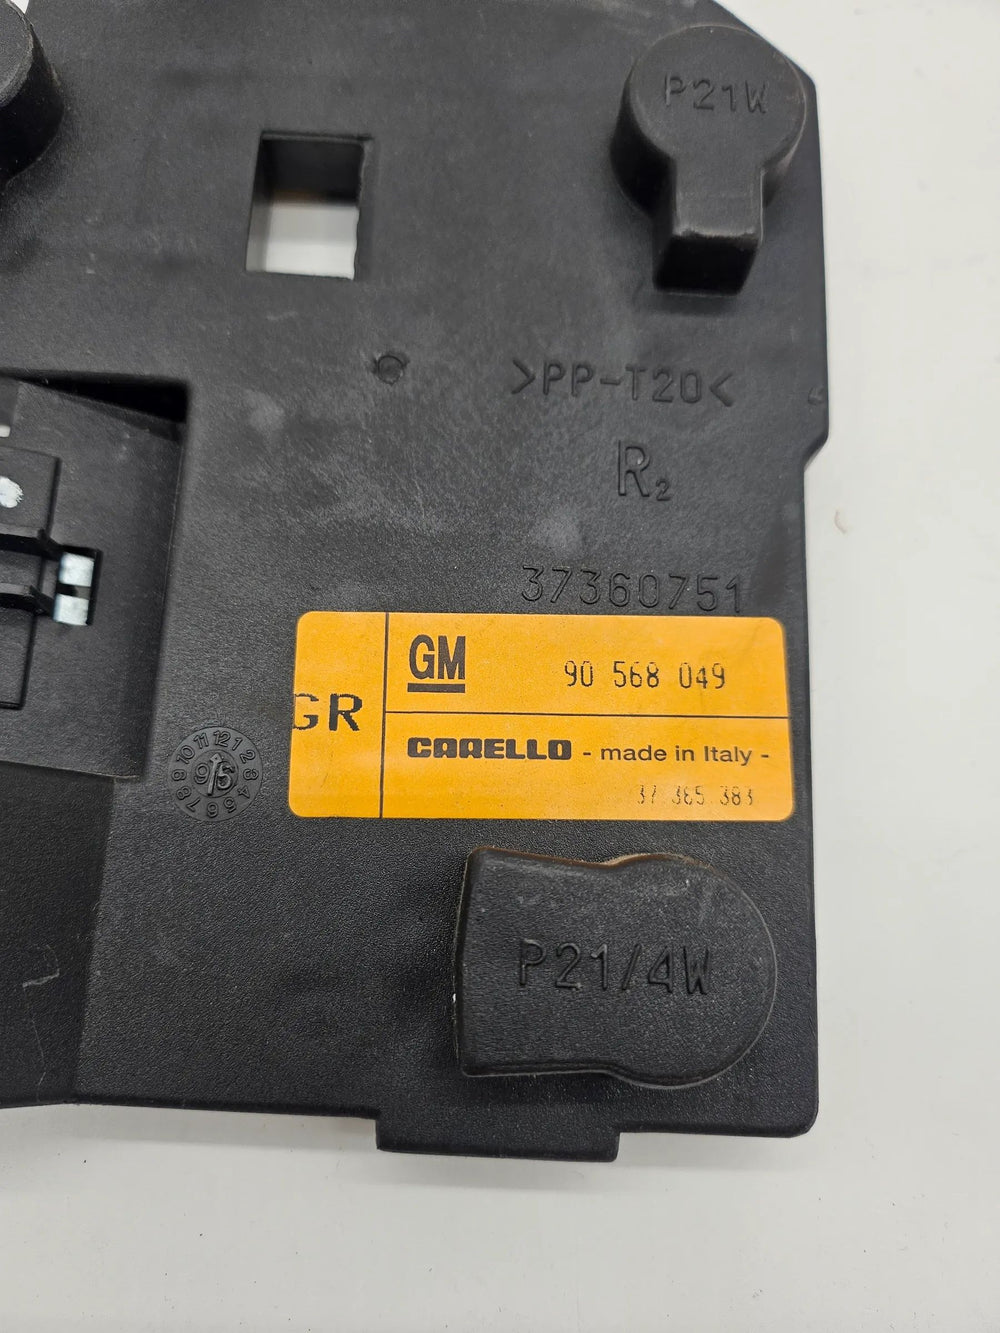 P21W
>PP-T20<
R2
37360751
GM
90 568 049
GR
CARELLO - made in Italy -
37 365 383
P21/4W